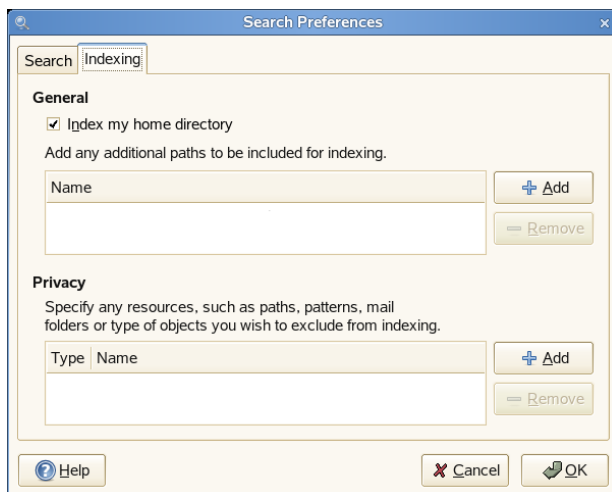 Search Preferences
Search
Indexing
General
Index my home directory
Add any additional paths to be included for indexing.
Name
Add
Remove
Privacy
Specify any resources, such as paths, patterns, mail
folders or type of objects you wish to exclude from indexing.
Type Name
Add
Remove
Help
Cancel
OK